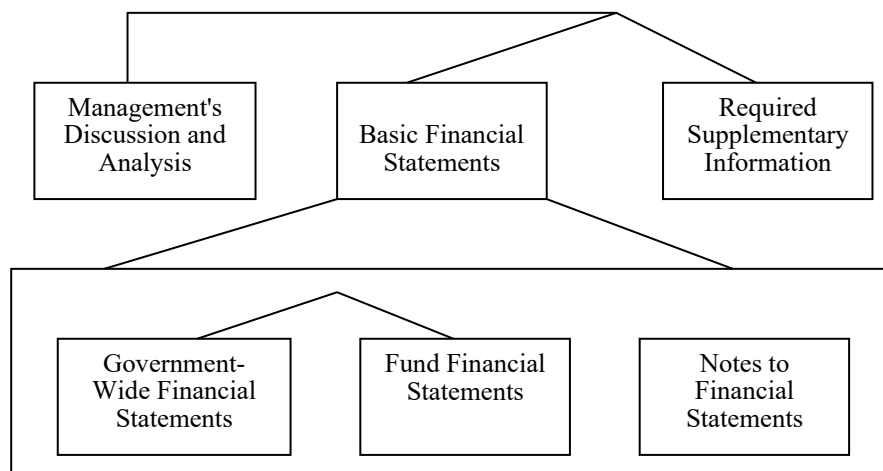 Management's
Discussion and
Analysis
Basic Financial
Statements
Required
Supplementary
Information
Government-
Wide Financial
Statements
Fund Financial
Statements
Notes to
Financial
Statements